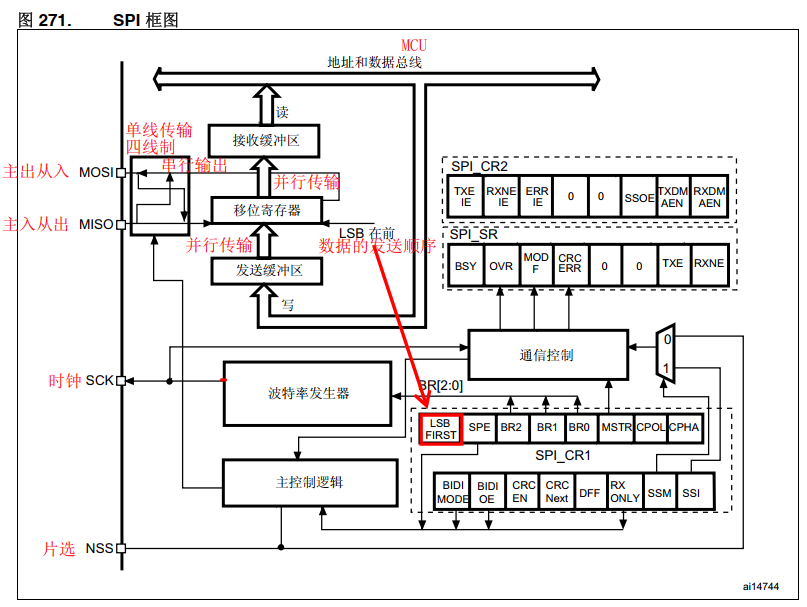 图 271. SPI 框图
MCU
地址和数据总线
读
单线传输
四线制
接收缓冲区
串行输出
主出从入 MOSI
并行传输
移位寄存器
主入从出 MISO
LSB 在前
并行传输
数据的发送顺序
发送缓冲区
写
SPI_CR2
TXE IE
RXNE IE
ERR IE
0
0
SSOE
TXDM AEN
RXDM AEN
SPI_SR
BSY
OVR
MOD F
CRC ERR
0
0
TXE
RXNE
通信控制
0
1
时钟 SCK
波特率发生器
BR[2:0]
LSB FIRST
SPE
BR2
BR1
BR0
MSTR
CPOL
CPHA
SPI_CR1
主控制逻辑
BIDI MODE
BIDI OE
CRC EN
CRC Next
DFF
RX ONLY
SSM
SSI
片选 NSS
ai14744